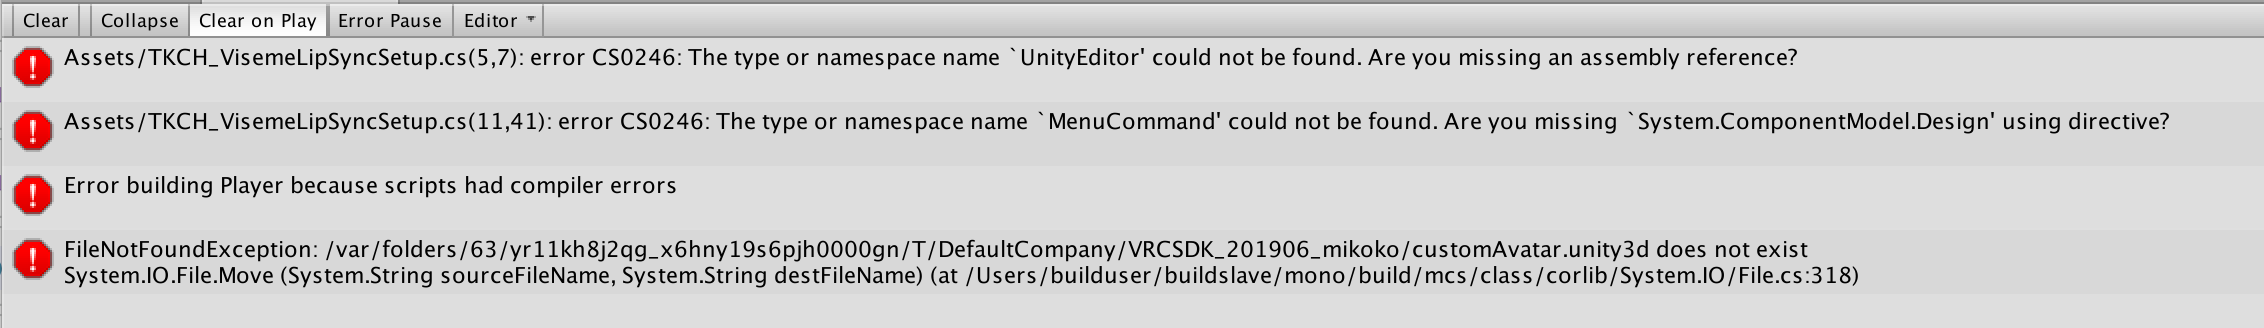 Clear Collapse Clear on Play Error Pause Editor
Assets/TKCH_VisemeLipSyncSetup.cs(5,7): error CS0246: The type or namespace name `UnityEditor' could not be found. Are you missing an assembly reference?
Assets/TKCH_VisemeLipSyncSetup.cs(11,41): error CS0246: The type or namespace name `MenuCommand' could not be found. Are you missing `System.ComponentModel.Design' using directive?
Error building Player because scripts had compiler errors
FileNotFoundException: /var/folders/63/yr11kh8j2qg_x6hny19s6pjh0000gn/T/DefaultCompany/VRCSDK_201906_mikoko/customAvatar.unity3d does not exist
System.IO.File.Move (System.String sourceFileName, System.String destFileName) (at /Users/builduser/buildslave/mono/build/mcs/class/corlib/System.IO/File.cs:318)